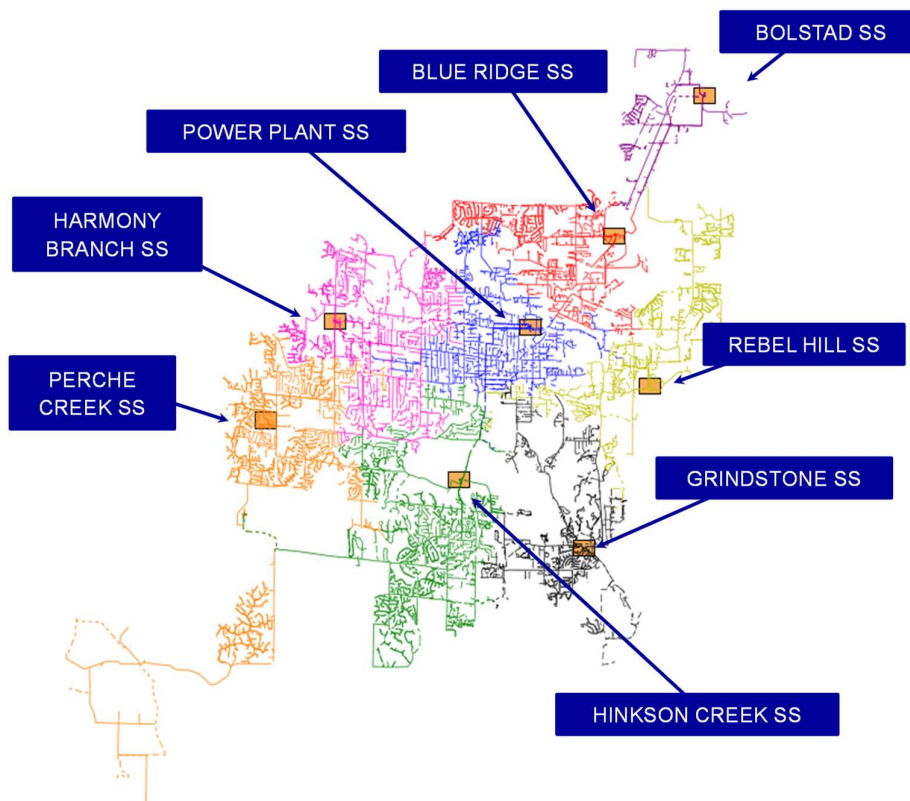 BOLSTAD SS
BLUE RIDGE SS
POWER PLANT SS
HARMONY
BRANCH SS
REBEL HILL SS
PERCHE
CREEK SS
GRINDSTONE SS
HINKSON CREEK SS